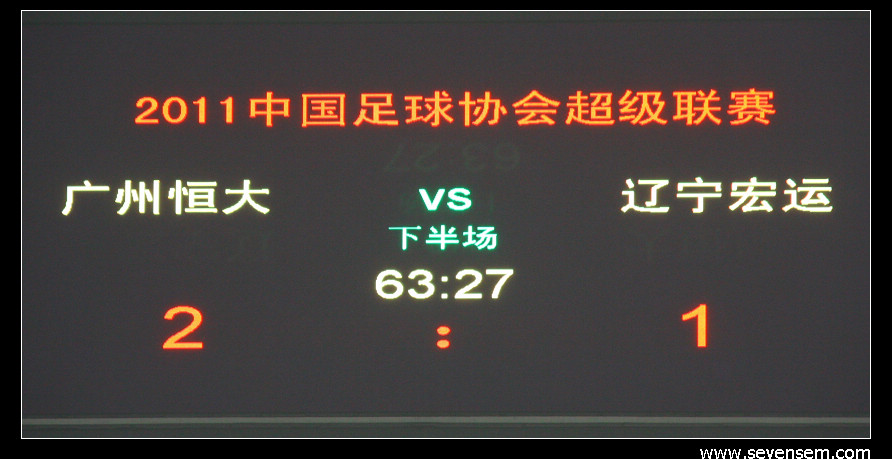 2011中国足球协会超级联赛
广州恒大 VS 辽宁宏运
下半场
63:27
2 : 1
www.sevensem.com